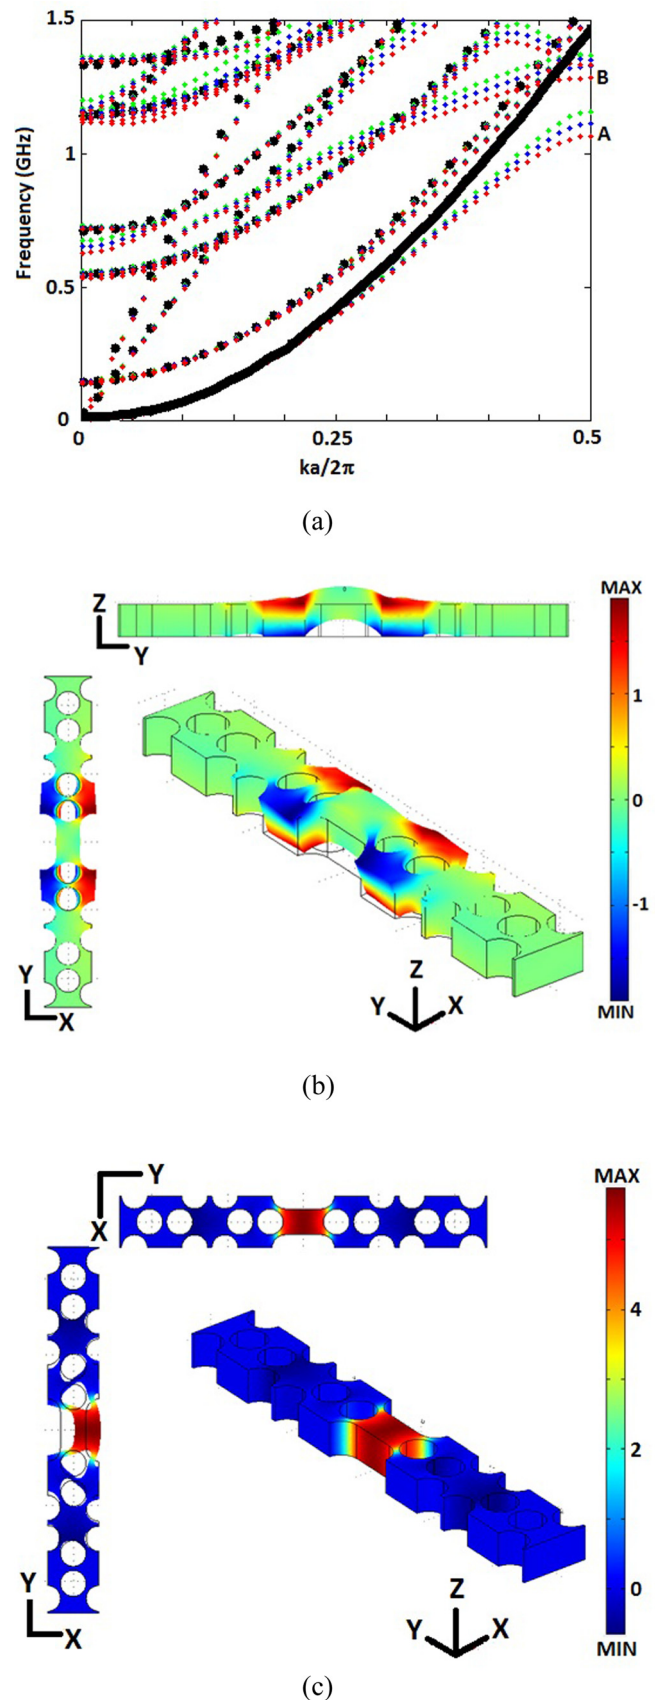 1.5
1
0.5
0
Frequency (GHz)
B
A
0
0.25
0.5
ka/2π
(a)
Z
Y
MAX
1
0
-1
MIN
Y
X
Z
Y
X
(b)
Y
X
MAX
4
2
0
MIN
Y
X
Z
Y
X
(c)